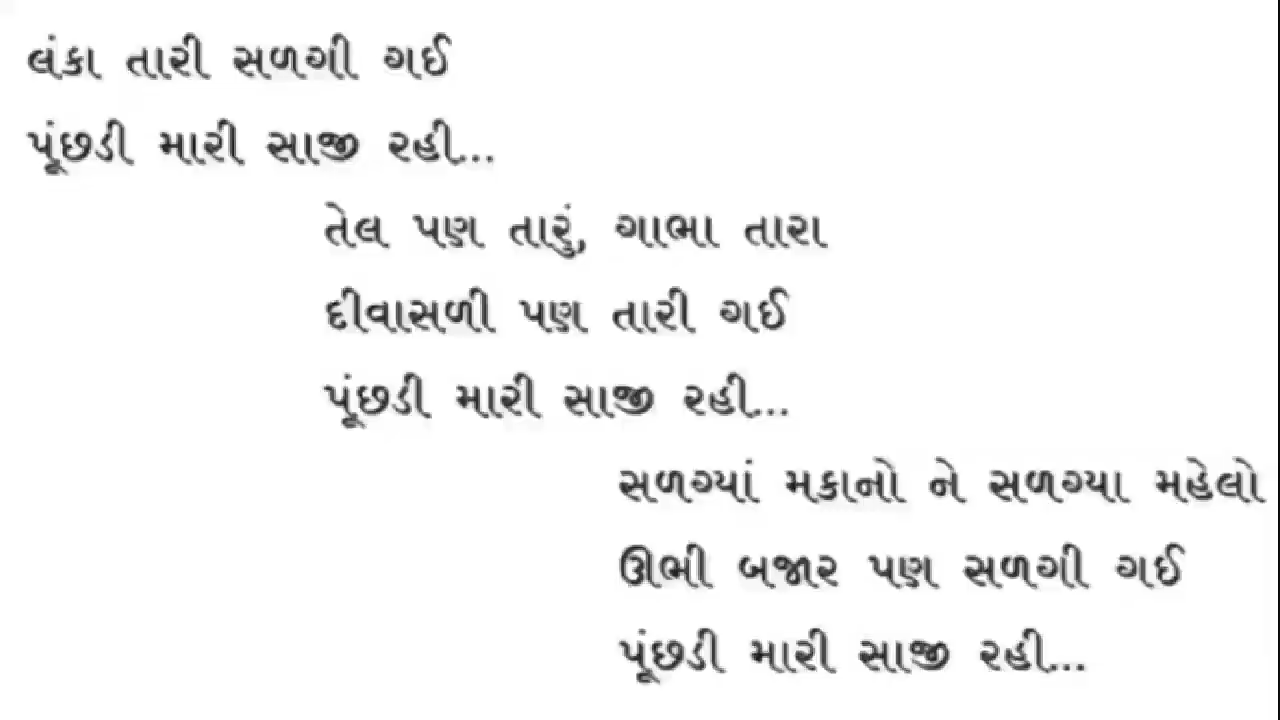 લંકા તારી સળગી ગઈ
પૂંછડી મારી સાજી રહી...
તેલ પણ તારું, ગાભા તારા
દીવાસળી પણ તારી ગઈ
પૂંછડી મારી સાજી રહી...
સળગ્યાં મકાનો ને સળગ્યા મહેલો
ઊભી બજાર પણ સળગી ગઈ
પૂંછડી મારી સાજી રહી...